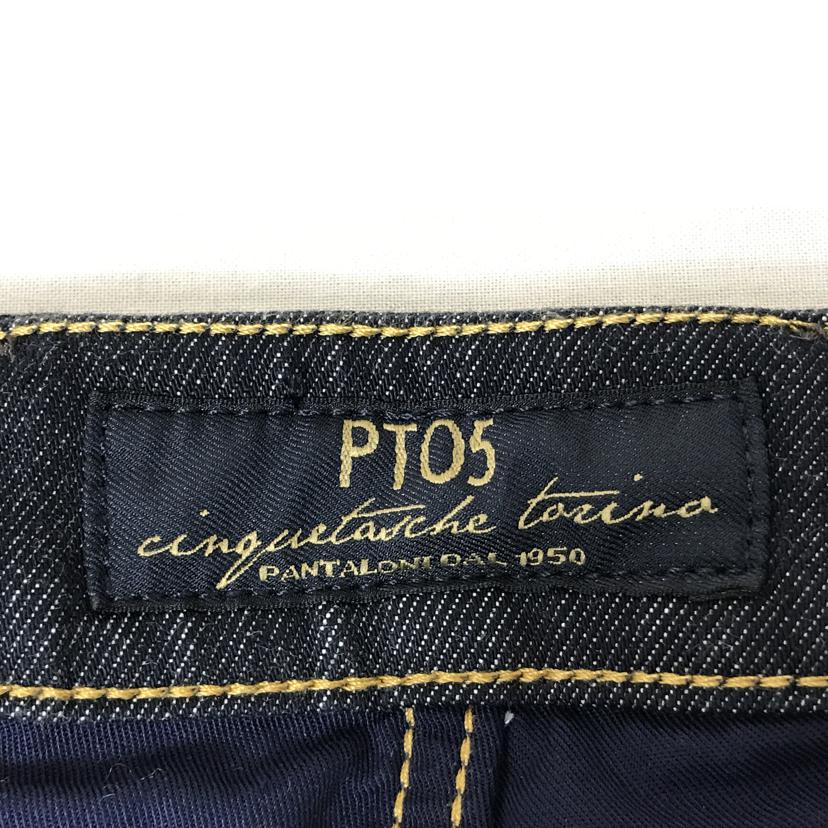 PT05
cinquetasche torino
PANTALONI DAL 1950